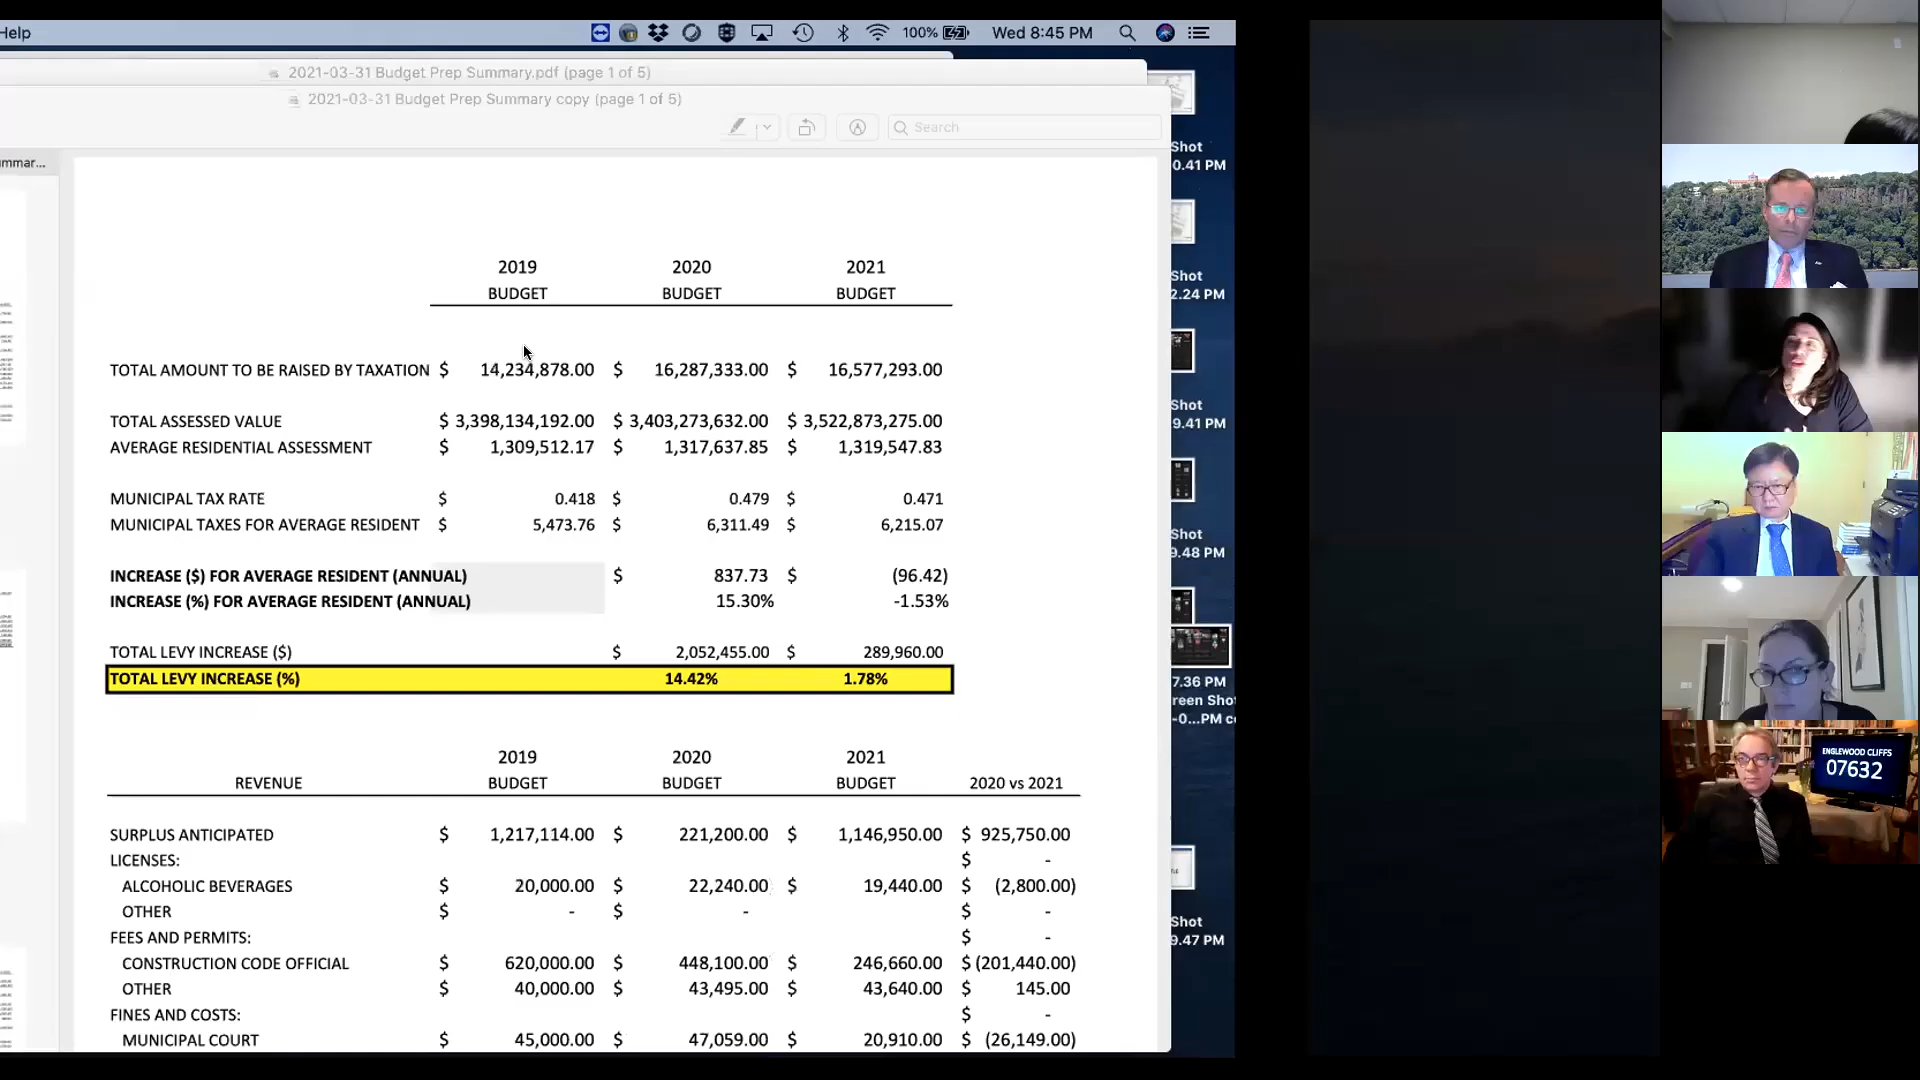 Help
100%
Wed 8:45 PM
2021-03-31 Budget Prep Summary.pdf (page 1 of 5)
2021-03-31 Budget Prep Summary copy (page 1 of 5)
Search
ummar...
2019 2020 2021
BUDGET BUDGET BUDGET
TOTAL AMOUNT TO BE RAISED BY TAXATION $ 14,234,878.00 $ 16,287,333.00 $ 16,577,293.00
TOTAL ASSESSED VALUE $ 3,398,134,192.00 $ 3,403,273,632.00 $ 3,522,873,275.00
AVERAGE RESIDENTIAL ASSESSMENT $ 1,309,512.17 $ 1,317,637.85 $ 1,319,547.83
MUNICIPAL TAX RATE $ 0.418 $ 0.479 $ 0.471
MUNICIPAL TAXES FOR AVERAGE RESIDENT $ 5,473.76 $ 6,311.49 $ 6,215.07
INCREASE ($) FOR AVERAGE RESIDENT (ANNUAL) $ 837.73 $ (96.42)
INCREASE (%) FOR AVERAGE RESIDENT (ANNUAL) 15.30% -1.53%
TOTAL LEVY INCREASE ($) $ 2,052,455.00 $ 289,960.00
TOTAL LEVY INCREASE (%) 14.42% 1.78%
2019 2020 2021
REVENUE BUDGET BUDGET BUDGET 2020 vs 2021
SURPLUS ANTICIPATED $ 1,217,114.00 $ 221,200.00 $ 1,146,950.00 $ 925,750.00
LICENSES: $ -
ALCOHOLIC BEVERAGES $ 20,000.00 $ 22,240.00 $ 19,440.00 $ (2,800.00)
OTHER $ - $ - $ -
FEES AND PERMITS: $ -
CONSTRUCTION CODE OFFICIAL $ 620,000.00 $ 448,100.00 $ 246,660.00 $ (201,440.00)
OTHER $ 40,000.00 $ 43,495.00 $ 43,640.00 $ 145.00
FINES AND COSTS: $ -
MUNICIPAL COURT $ 45,000.00 $ 47,059.00 $ 20,910.00 $ (26,149.00)
Shot
0.41 PM
Shot
2.24 PM
Shot
9.41 PM
Shot
9.48 PM
7.36 PM
reen Shot
-0...PM co
Shot
9.47 PM
ENGLEWOOD CLIFFS
07632